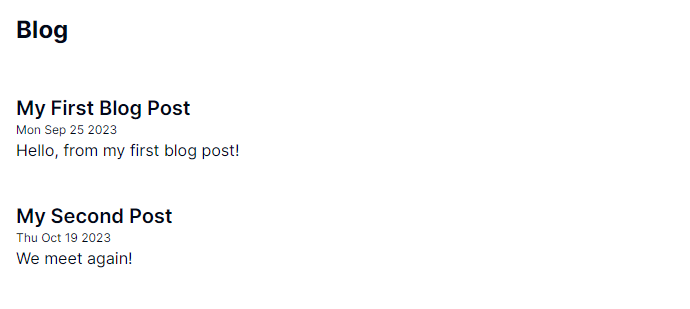 Blog
My First Blog Post
Mon Sep 25 2023
Hello, from my first blog post!
My Second Post
Thu Oct 19 2023
We meet again!